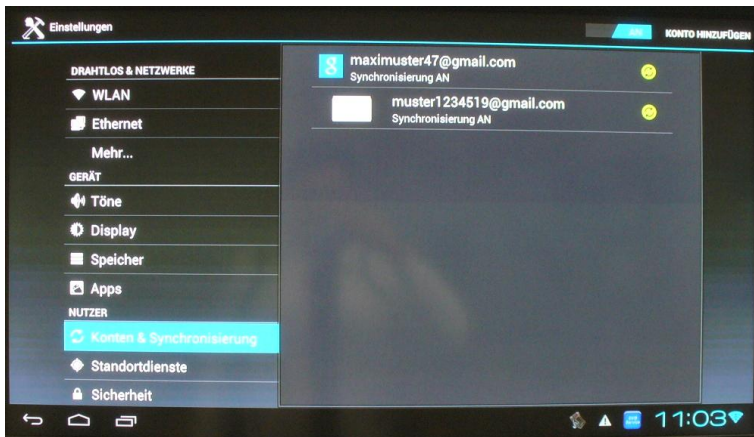 Einstellungen
AN
KONTO HINZUFÜGEN
DRAHTLOS & NETZWERKE
WLAN
Ethernet
Mehr...
GERÄT
Töne
Display
Speicher
Apps
NUTZER
Konten & Synchronisierung
Standortdienste
Sicherheit
maximuster47@gmail.com
Synchronisierung AN
muster1234519@gmail.com
Synchronisierung AN
11:03